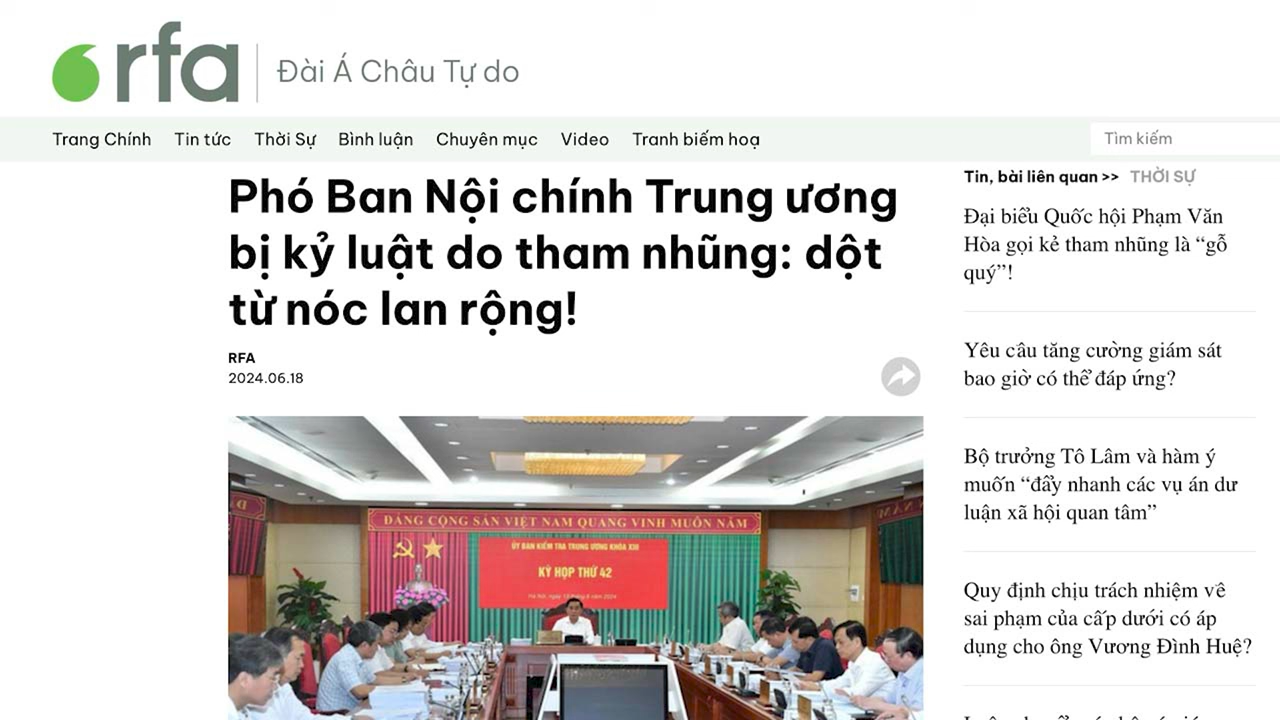 rfa Đài Á Châu Tự do
Trang Chính Tin tức Thời Sự Bình luận Chuyên mục Video Tranh biếm hoạ Tìm kiếm
Phó Ban Nội chính Trung ương
bị kỷ luật do tham nhũng: dột
từ nóc lan rộng!
RFA
2024.06.18
ĐẢNG CỘNG SẢN VIỆT NAM QUANG VINH MUÔN NĂM
ỦY BAN KIỂM TRA TRUNG ƯƠNG KHÓA XIII
KỲ HỌP THỨ 42
Tin, bài liên quan >> THỜI SỰ
Đại biểu Quốc hội Phạm Văn
Hòa gọi kẻ tham nhũng là “gỗ
quý”!
Yêu câu tăng cường giám sát
bao giờ có thể đáp ứng?
Bộ trưởng Tô Lâm và hàm ý
muốn “đẩy nhanh các vụ án dư
luận xã hội quan tâm”
Quy định chịu trách nhiệm về
sai phạm của cấp dưới có áp
dụng cho ông Vương Đình Huệ?